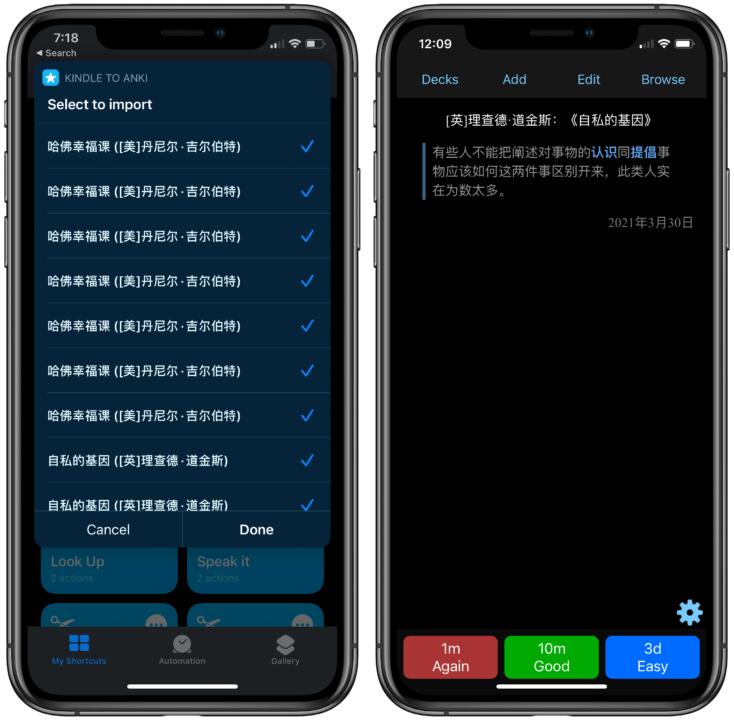 7:18
◀ Search
KINDLE TO ANKI
Select to import
哈佛幸福课 ([美]丹尼尔·吉尔伯特)
哈佛幸福课 ([美]丹尼尔·吉尔伯特)
哈佛幸福课 ([美]丹尼尔·吉尔伯特)
哈佛幸福课 ([美]丹尼尔·吉尔伯特)
哈佛幸福课 ([美]丹尼尔·吉尔伯特)
哈佛幸福课 ([美]丹尼尔·吉尔伯特)
哈佛幸福课 ([美]丹尼尔·吉尔伯特)
自私的基因 ([英]理查德·道金斯)
自私的基因 ([英]理查德·道金斯)
Cancel Done
Look Up Speak it
2 actions 2 actions
My Shortcuts Automation Gallery
12:09
Decks Add Edit Browse
[英]理查德·道金斯：《自私的基因》
有些人不能把阐述对事物的认识同提倡事
物应该如何这两件事区别开来，此类人实
在为数太多。
2021年3月30日
1m 10m 3d
Again Good Easy